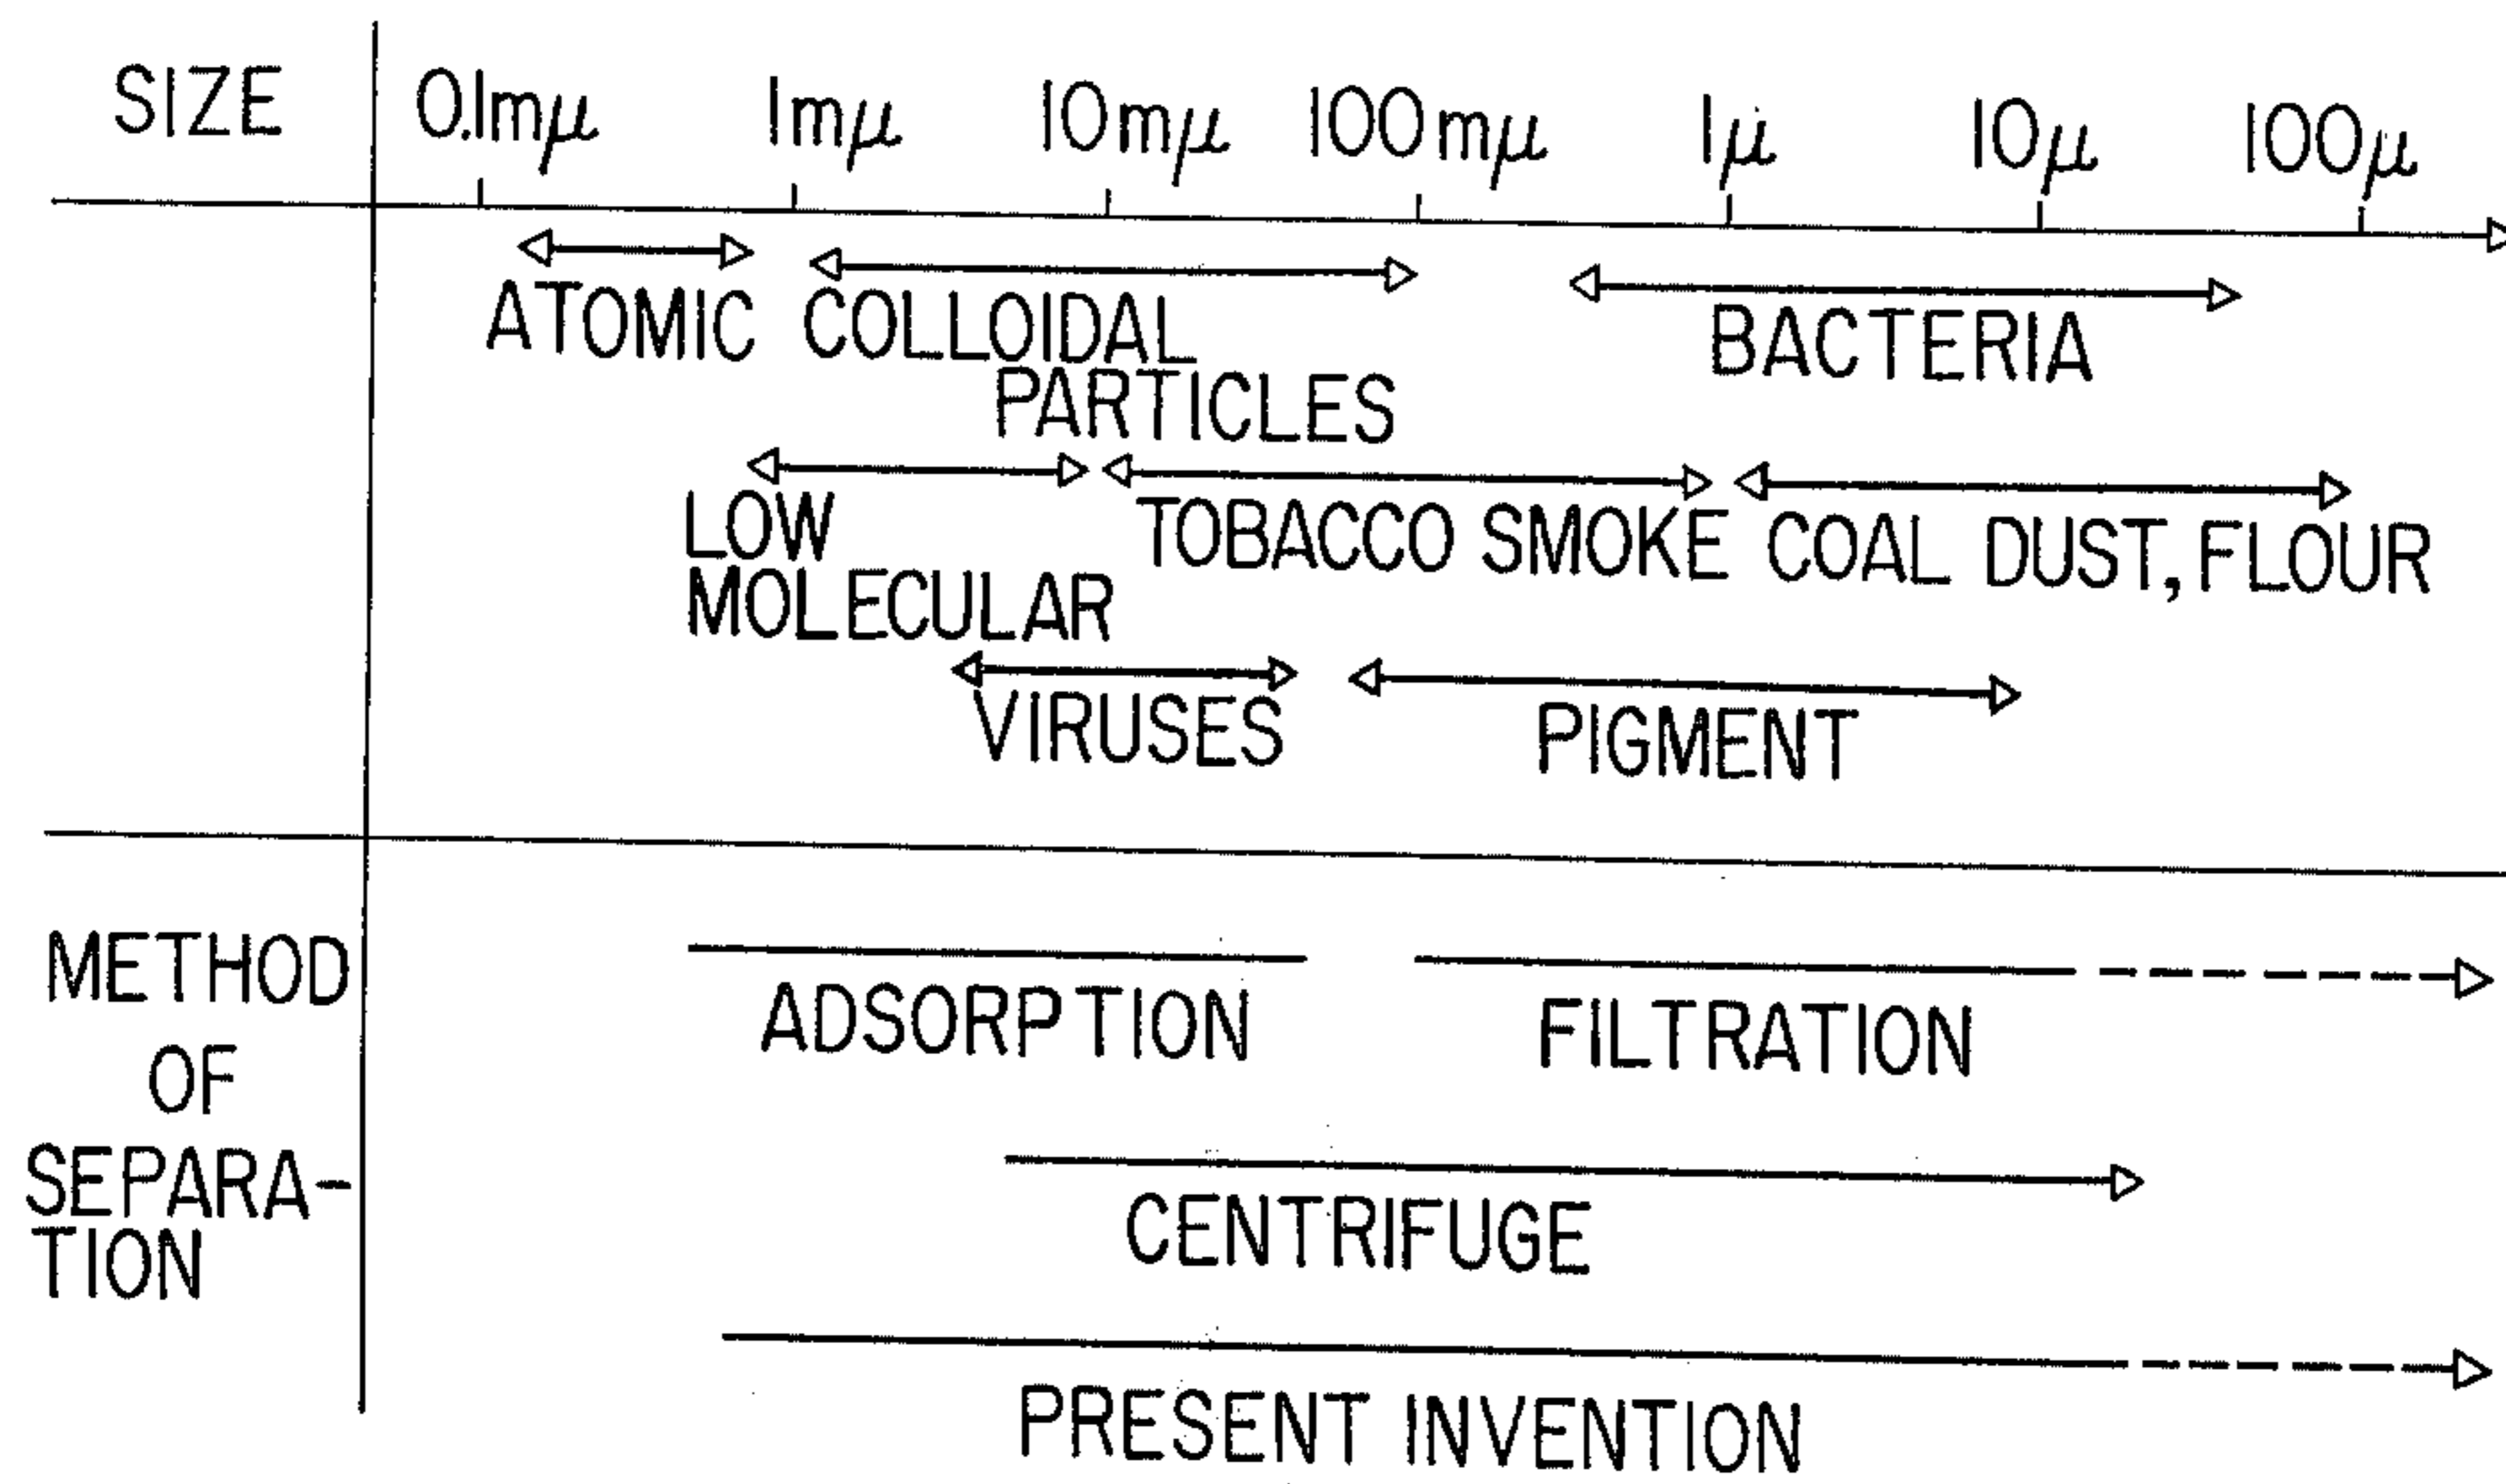 SIZE 0.1mμ 1mμ 10mμ 100mμ 1μ 10μ 100μ
ATOMIC COLLOIDAL PARTICLES BACTERIA
LOW MOLECULAR TOBACCO SMOKE COAL DUST, FLOUR
VIRUSES PIGMENT
METHOD OF SEPARA-TION
ADSORPTION FILTRATION
CENTRIFUGE
PRESENT INVENTION